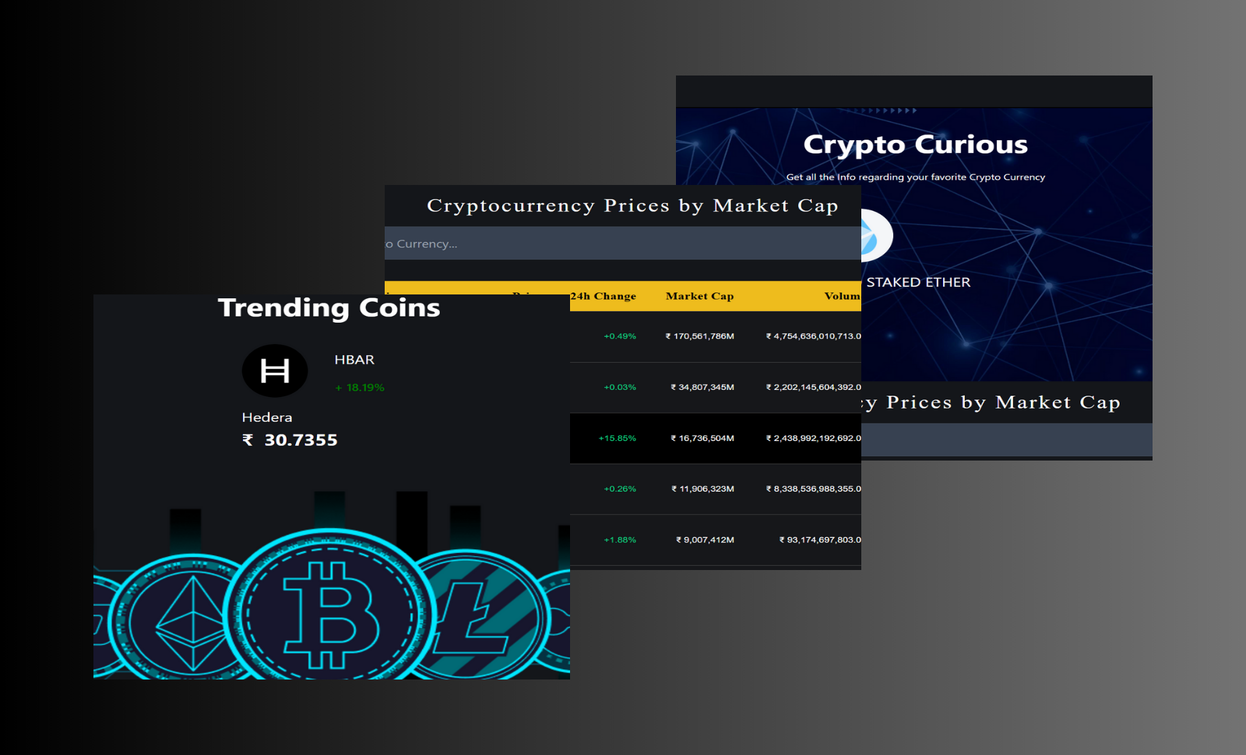 Crypto Curious
Get all the Info regarding your favorite Crypto Currency
STAKED ETHER
Prices by Market Cap
Cryptocurrency Prices by Market Cap
Currency...
24h Change Market Cap
+0.49% ₹ 170,561,786M ₹ 4,754,636,010,713.0
+0.03% ₹ 34,807,345M ₹ 2,202,145,604,392.0
+15.85% ₹ 16,736,504M ₹ 2,438,992,192,692.0
+0.26% ₹ 11,906,323M ₹ 8,338,536,988,355.0
+1.88% ₹ 9,007,412M ₹ 93,174,697,803.0
Trending Coins
HBAR
+ 18.19%
Hedera
₹ 30.7355